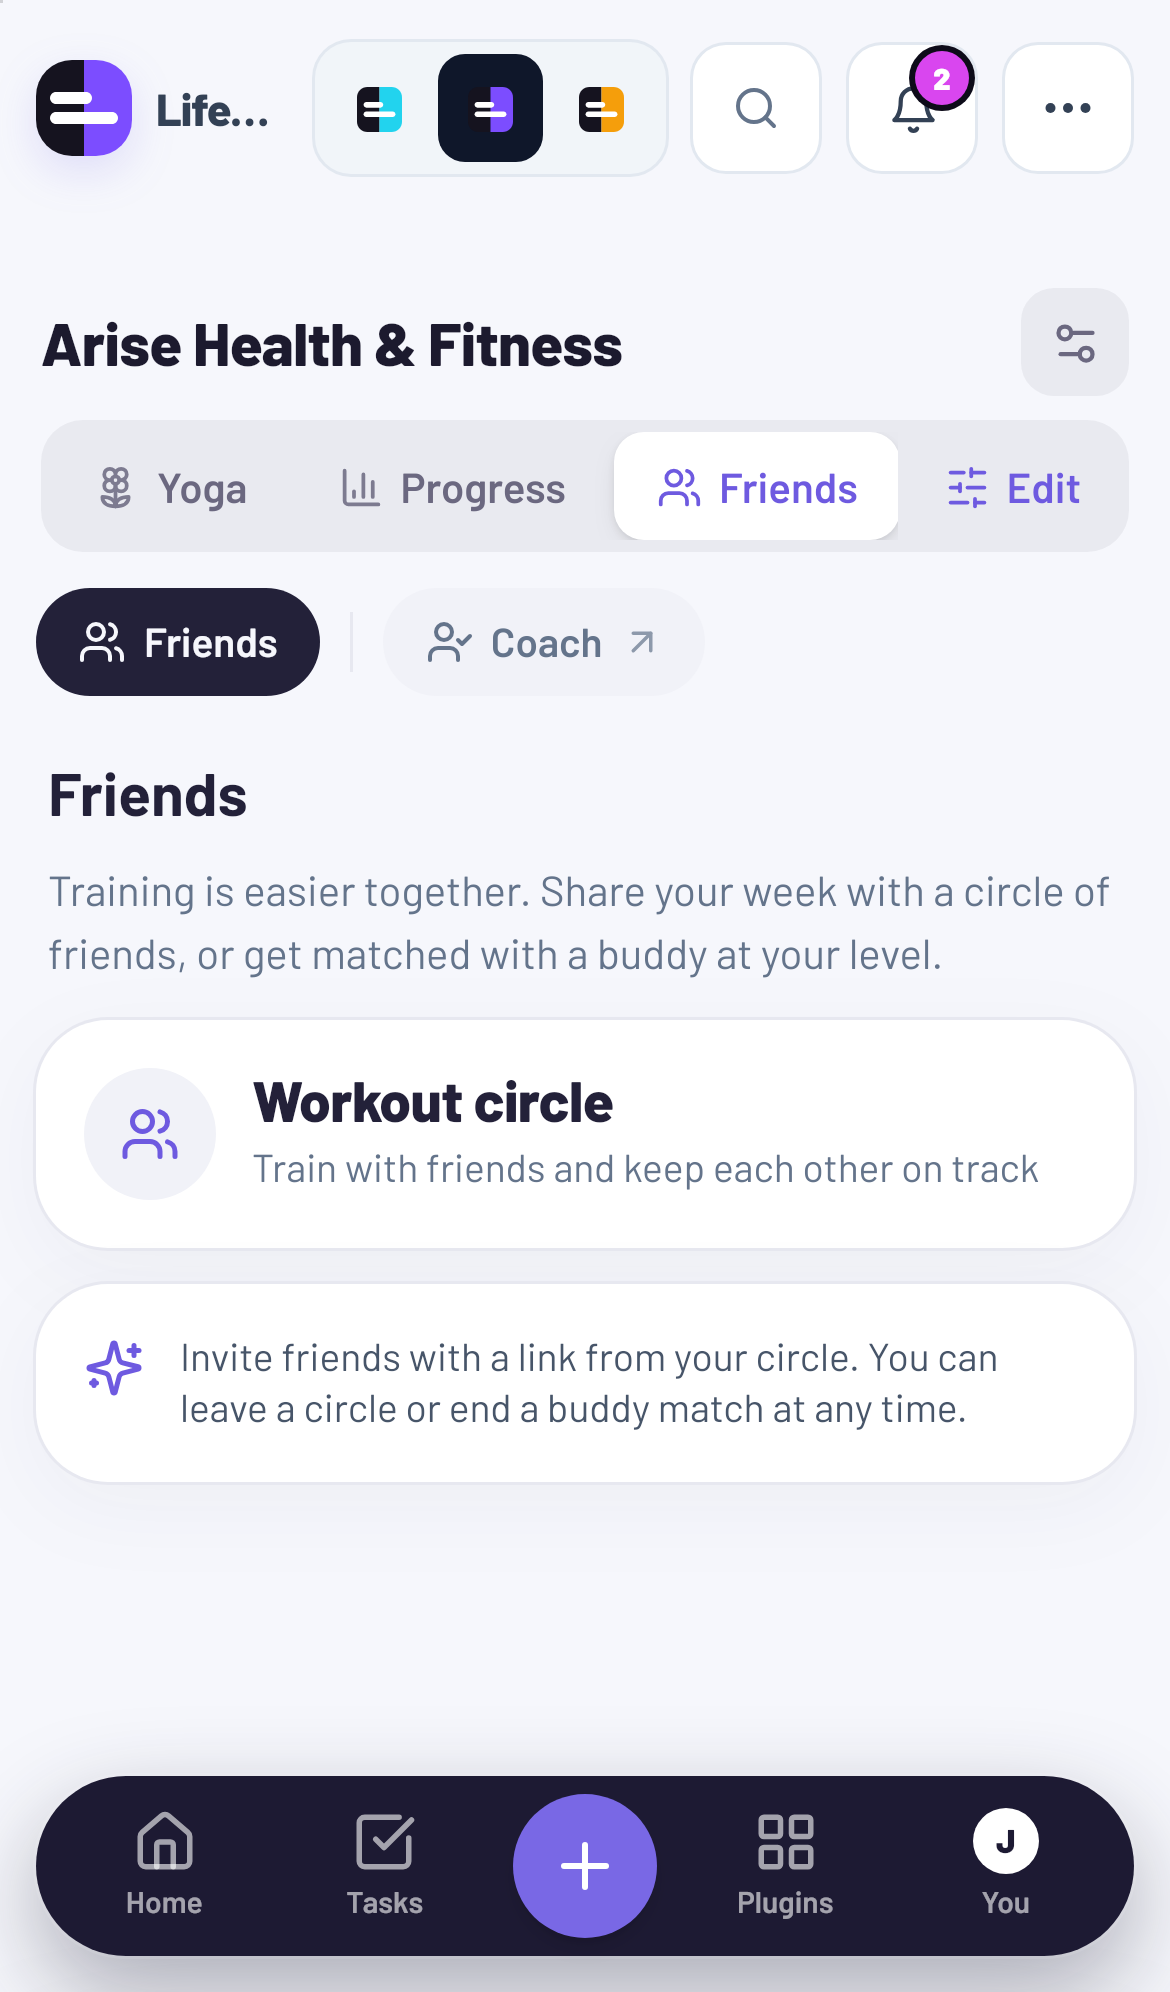 Life...
2
Arise Health & Fitness
Yoga
Progress
Friends
Edit
Friends
Coach
Friends
Training is easier together. Share your week with a circle of
friends, or get matched with a buddy at your level.
Workout circle
Train with friends and keep each other on track
Invite friends with a link from your circle. You can
leave a circle or end a buddy match at any time.
Home
Tasks
Plugins
J
You